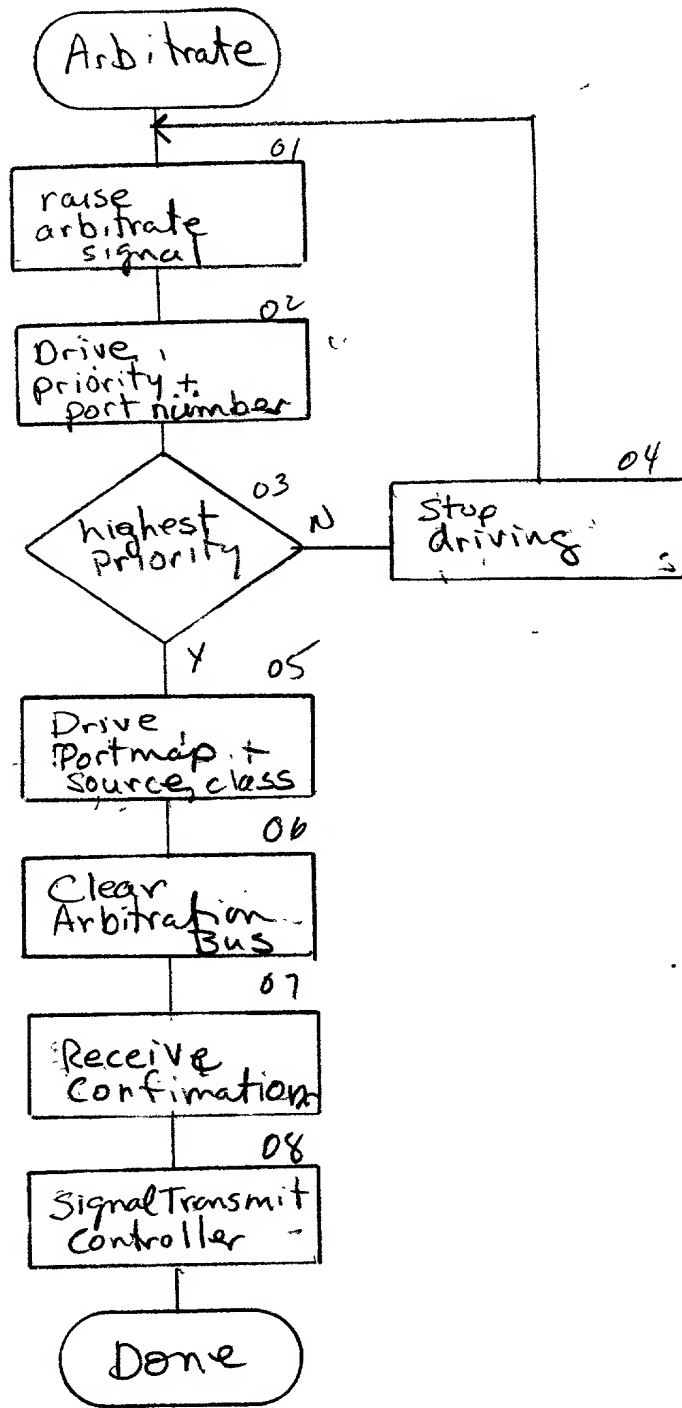 Arbitrate
01
raise
arbitrate
signal
02
Drive
priority +
port number
03
highest
priority
N
04
Stop
driving
Y
05
Drive
Portmap +
source, class
06
Clear
Arbitration
Bus
07
Receive
Confimation
08
Signal Transmit
Controller
Done